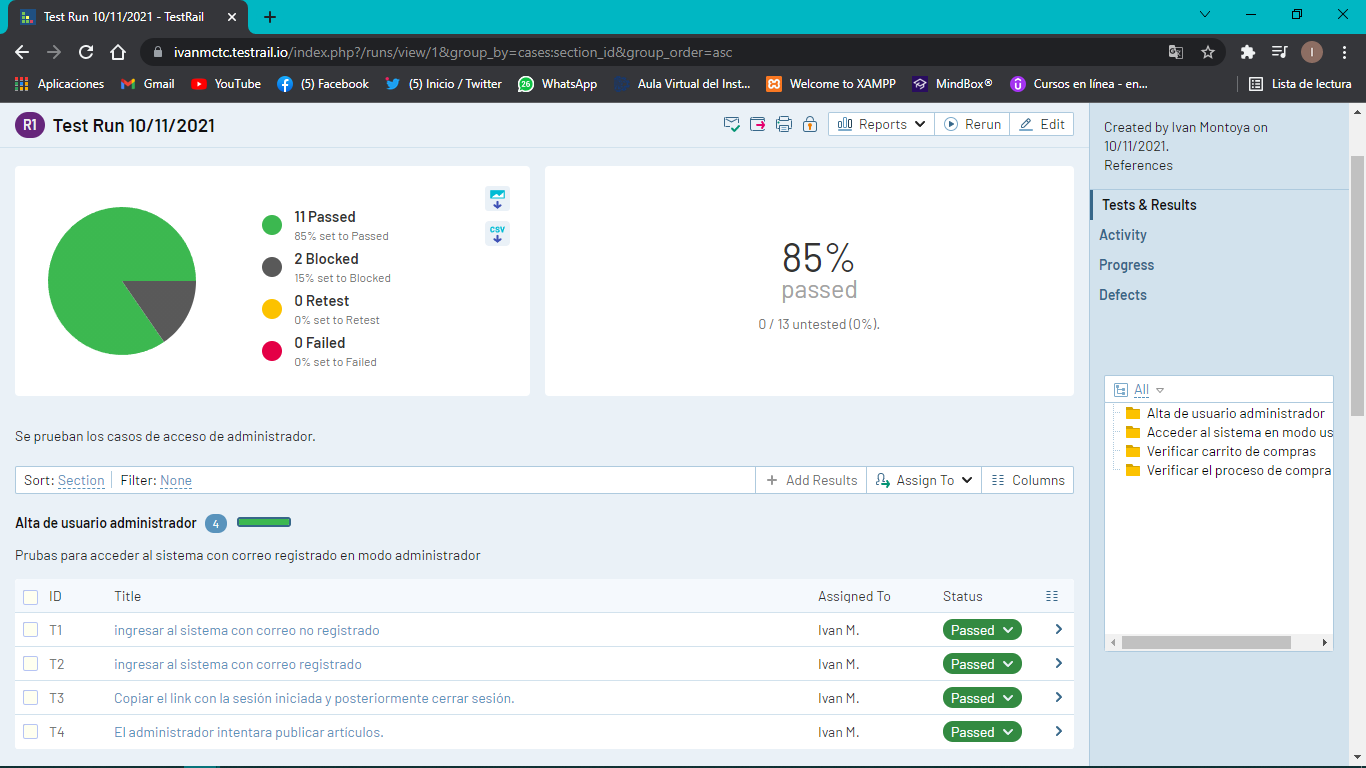 Test Run 10/11/2021 - TestRail
ivanmctc.testrail.io/index.php?/runs/view/1&group_by=cases:section_id&group_order=asc
I
Aplicaciones Gmail YouTube (5) Facebook (5) Inicio / Twitter 26 WhatsApp Aula Virtual del Inst... Welcome to XAMPP MindBox® Cursos en línea - en... Lista de lectura
R1 Test Run 10/11/2021
Reports Rerun Edit
11 Passed
85% set to Passed
2 Blocked
15% set to Blocked
0 Retest
0% set to Retest
0 Failed
0% set to Failed
CSV
85%
passed
0 / 13 untested (0%).
Se prueban los casos de acceso de administrador.
Sort: Section Filter: None + Add Results Assign To Columns
Alta de usuario administrador 4
Prubas para acceder al sistema con correo registrado en modo administrador
ID Title Assigned To Status
T1 ingresar al sistema con correo no registrado Ivan M. Passed
T2 ingresar al sistema con correo registrado Ivan M. Passed
T3 Copiar el link con la sesión iniciada y posteriormente cerrar sesión. Ivan M. Passed
T4 El administrador intentara publicar artículos. Ivan M. Passed
Created by Ivan Montoya on
10/11/2021.
References
Tests & Results
Activity
Progress
Defects
All
Alta de usuario administrador
Acceder al sistema en modo us
Verificar carrito de compras
Verificar el proceso de compra